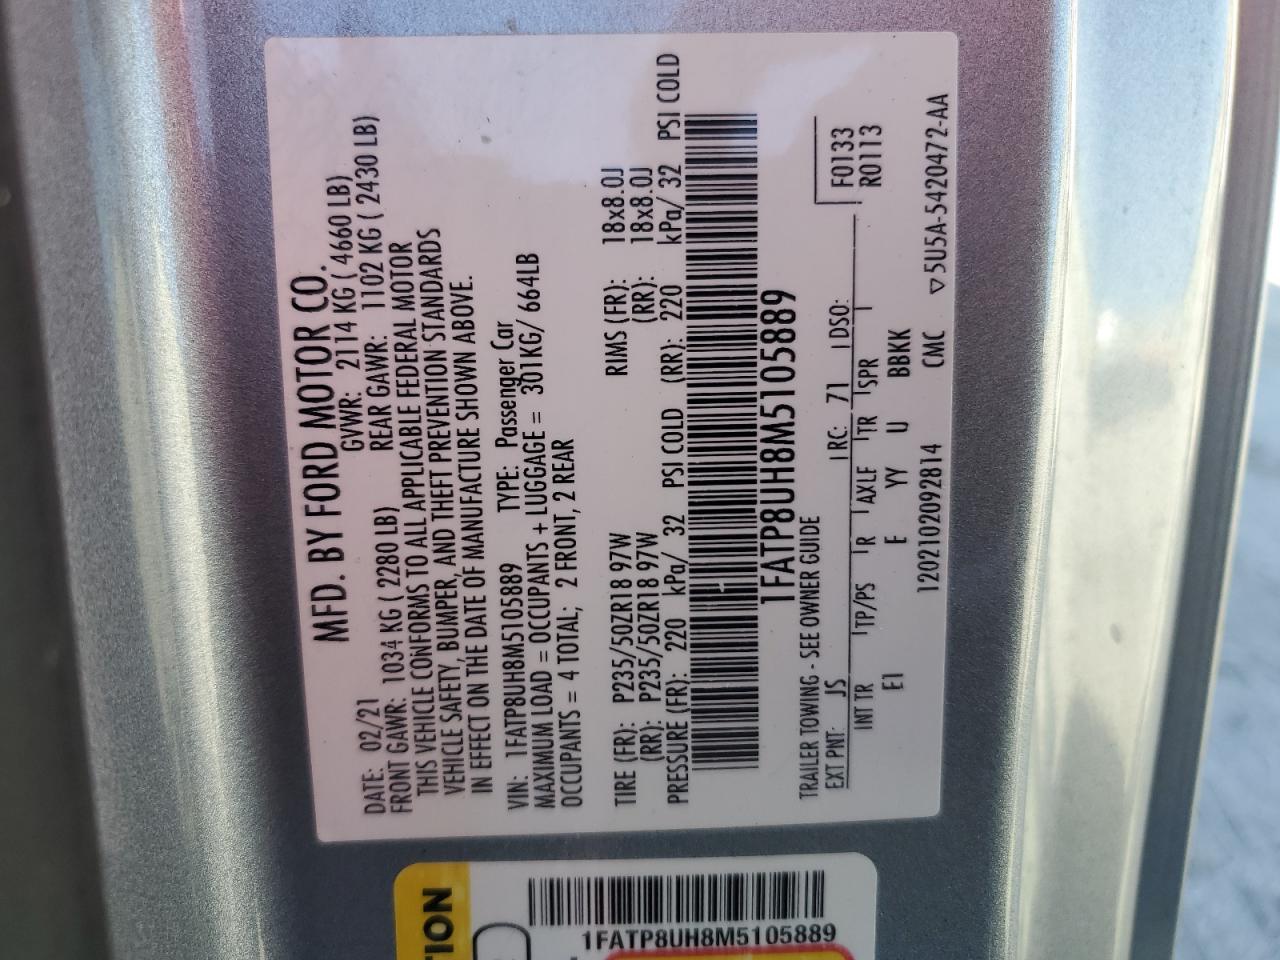 MFD. BY FORD MOTOR CO.
DATE: 02/21 GVWR: 2114 KG ( 4660 LB)
FRONT GAWR: 1034 KG ( 2280 LB) REAR GAWR: 1102 KG ( 2430 LB)
THIS VEHICLE CONFORMS TO ALL APPLICABLE FEDERAL MOTOR
VEHICLE SAFETY, BUMPER, AND THEFT PREVENTION STANDARDS
IN EFFECT ON THE DATE OF MANUFACTURE SHOWN ABOVE.
VIN: 1FATP8UH8M5105889 TYPE: Passenger Car
MAXIMUM LOAD = OCCUPANTS + LUGGAGE = 301KG/ 664LB
OCCUPANTS = 4 TOTAL; 2 FRONT, 2 REAR
TIRE (FR): P235/50ZR18 97W RIMS (FR): 18x8.0J
(RR): P235/50ZR18 97W (RR): 18x8.0J
PRESSURE (FR): 220 kPa/ 32 PSI COLD (RR): 220 kPa/ 32 PSI COLD
1FATP8UH8M5105889
TRAILER TOWING - SEE OWNER GUIDE
EXT PNT: JS RC: 71 DSO: F0133
INT TR TP/PS R AXLE TR SPR R0113
E1 E YY U BBKK
12021020928​14 CMC ▽5U5A-5420472-AA
TION
1FATP8UH8M5105889